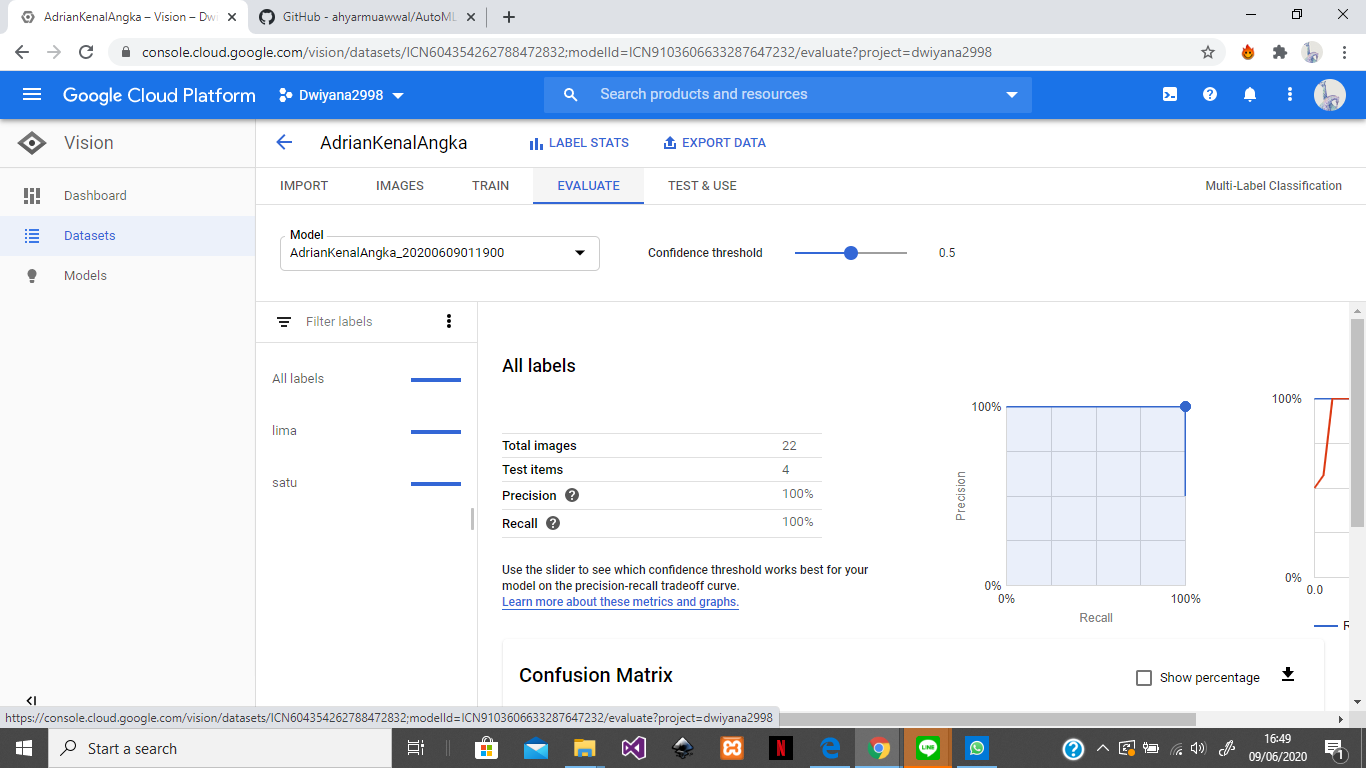 AdrianKenalAngka – Vision – Dwi
GitHub - ahyarmuawwal/AutoML
console.cloud.google.com/vision/datasets/ICN604354262788472832;modelId=ICN9103606633287647232/evaluate?project=dwiyana2998
Google Cloud Platform
Dwiyana2998
Search products and resources
Vision
AdrianKenalAngka
LABEL STATS
EXPORT DATA
IMPORT
IMAGES
TRAIN
EVALUATE
TEST & USE
Multi-Label Classification
Dashboard
Datasets
Models
Model
AdrianKenalAngka_20200609011900
Confidence threshold
0.5
Filter labels
All labels
lima
satu
All labels
Total images 22
Test items 4
Precision 100%
Recall 100%
Use the slider to see which confidence threshold works best for your
model on the precision-recall tradeoff curve.
Learn more about these metrics and graphs.
100%
Precision
0%
0%
100%
Recall
100%
0%
0.0
R
Confusion Matrix
Show percentage
https://console.cloud.google.com/vision/datasets/ICN604354262788472832;modelId=ICN9103606633287647232/evaluate?project=dwiyana2998
Start a search
LINE
16:49
09/06/2020
1